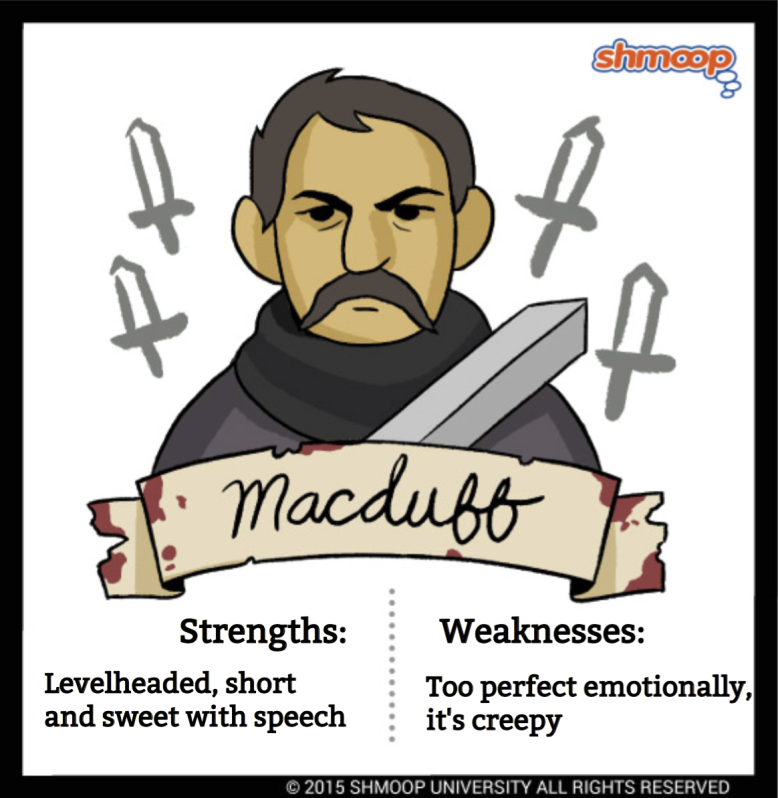 shmoop
Macduff
Strengths:
Levelheaded, short
and sweet with speech
Weaknesses:
Too perfect emotionally,
it's creepy
© 2015 SHMOOP UNIVERSITY ALL RIGHTS RESERVED